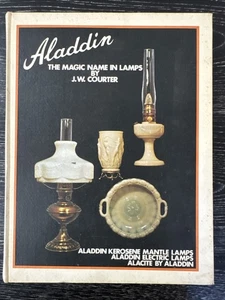 Aladdin
THE MAGIC NAME IN LAMPS
BY
J.W. COURTER
ALADDIN KEROSENE MANTLE LAMPS
ALADDIN ELECTRIC LAMPS
ALACITE BY ALADDIN